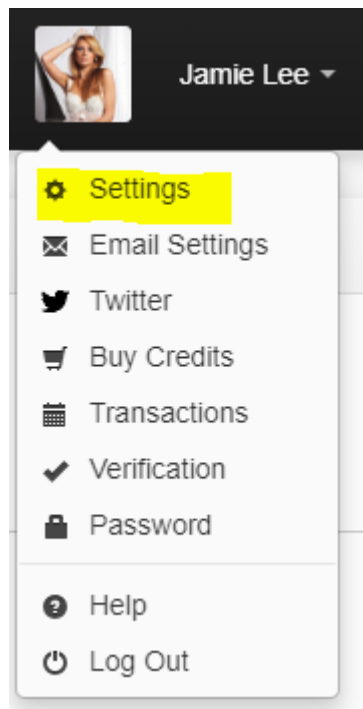 Jamie Lee
Settings
Email Settings
Twitter
Buy Credits
Transactions
Verification
Password
Help
Log Out